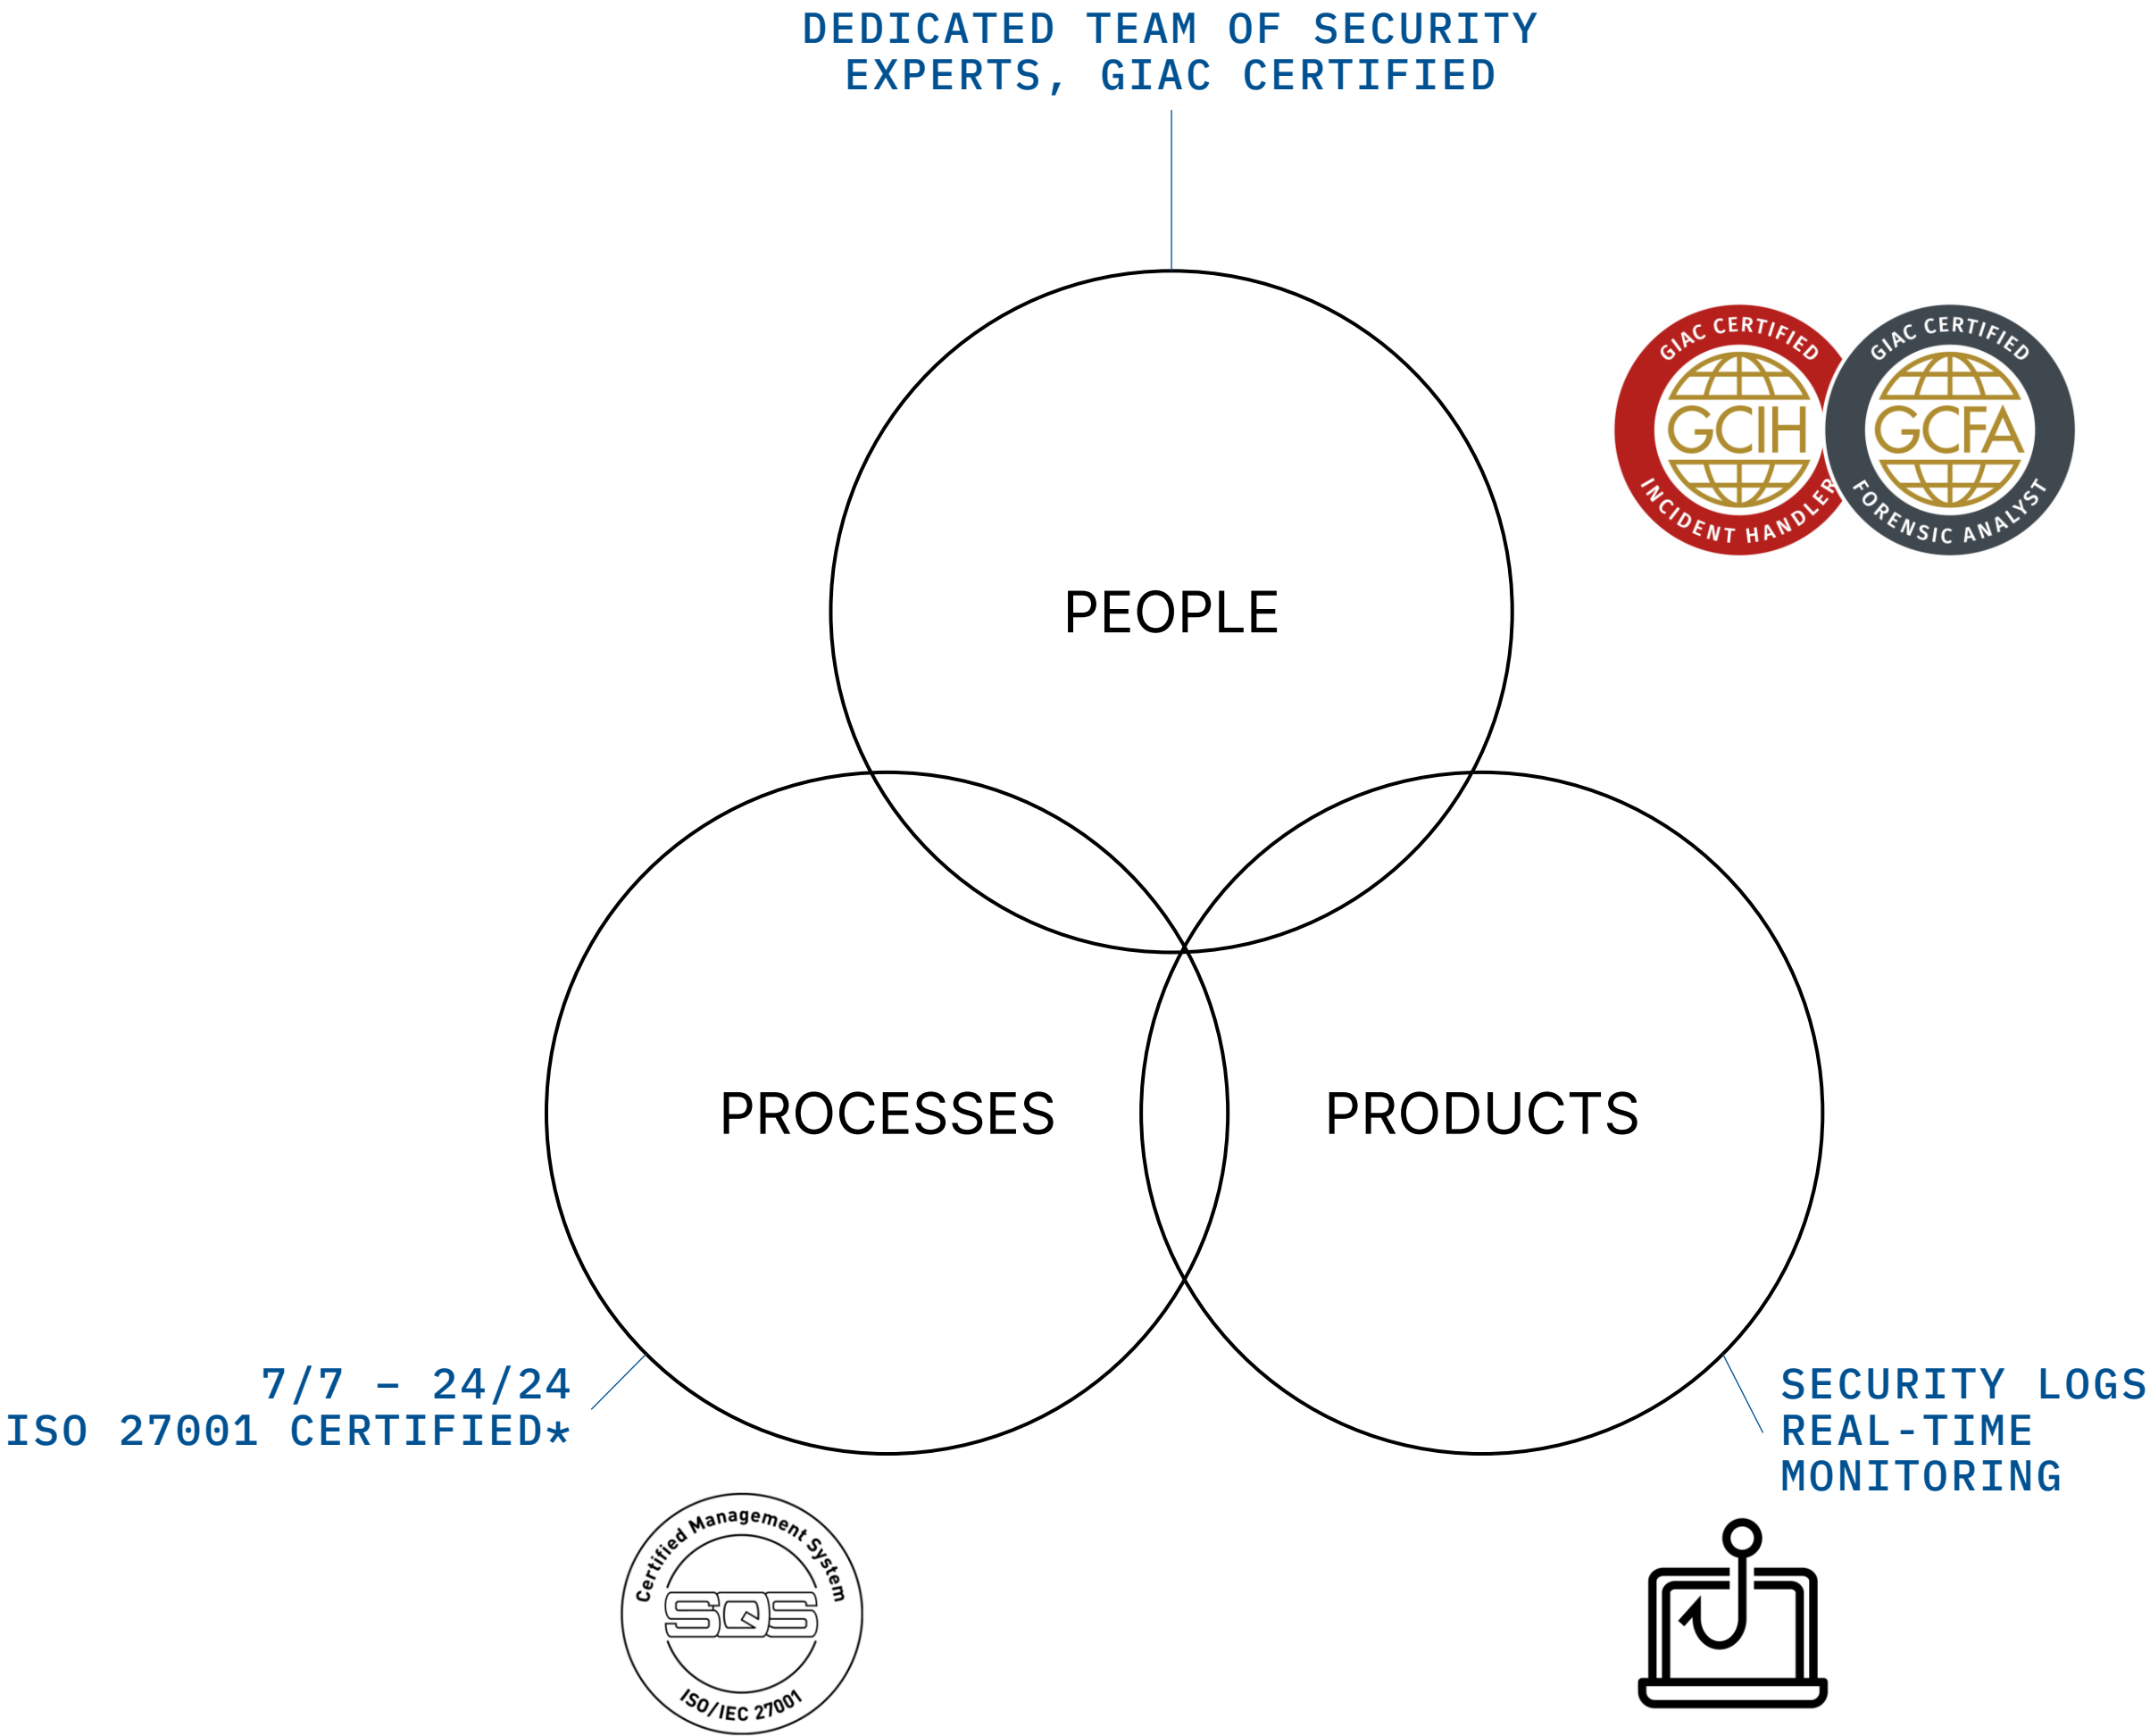 DEDICATED TEAM OF SECURITY
EXPERTS, GIAC CERTIFIED
GIAC CERTIFIED
GCIH
INCIDENT HANDLER
GIAC CERTIFIED
GCFA
FORENSIC ANALYST
PEOPLE
PROCESSES
PRODUCTS
7/7 – 24/24
ISO 27001 CERTIFIED*
SECURITY LOGS
REAL-TIME
MONITORING
Certified Management System
SQS
ISO/IEC 27001